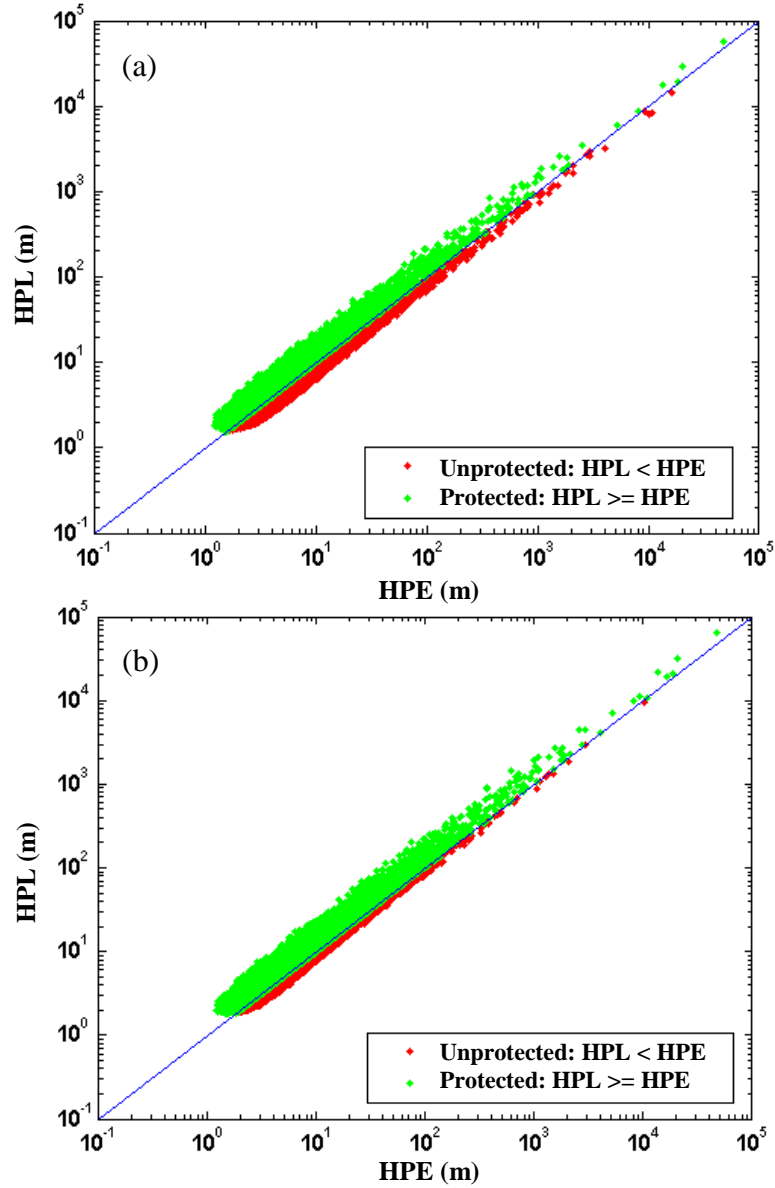 (a)
10^5
10^4
10^3
10^2
10^1
10^0
10^-1
HPL (m)
Unprotected: HPL < HPE
Protected: HPL >= HPE
10^-1 10^0 10^1 10^2 10^3 10^4 10^5
HPE (m)
(b)
10^5
10^4
10^3
10^2
10^1
10^0
10^-1
HPL (m)
Unprotected: HPL < HPE
Protected: HPL >= HPE
10^-1 10^0 10^1 10^2 10^3 10^4 10^5
HPE (m)